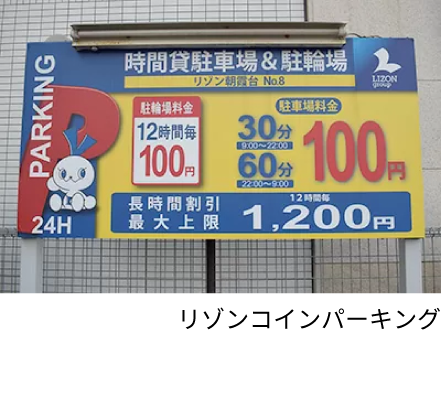 時間貸駐車場&駐輪場
リゾン朝霞台 No.8
LIZON
group
PARKING
24H
駐輪場料金
12時間毎
100円
駐車場料金
30分
9:00〜22:00
60分
22:00〜9:00
100円
長時間割引
最大上限
12時間毎
1,200円
リゾンコインパーキング